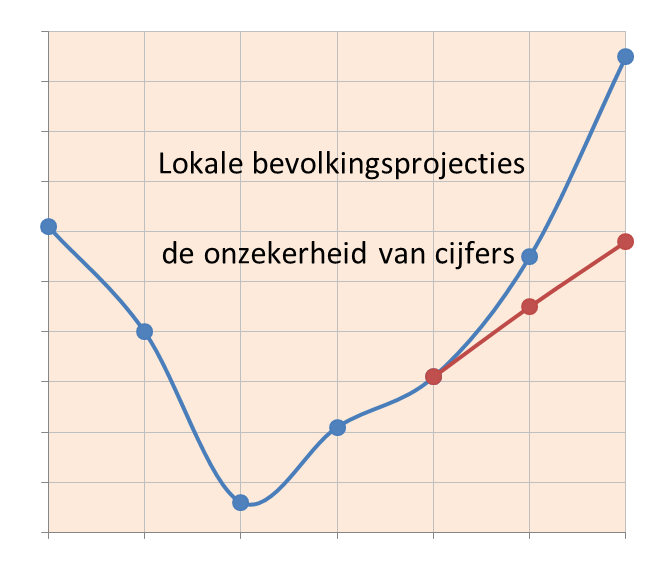 Lokale bevolkingsprojecties
de onzekerheid van cijfers